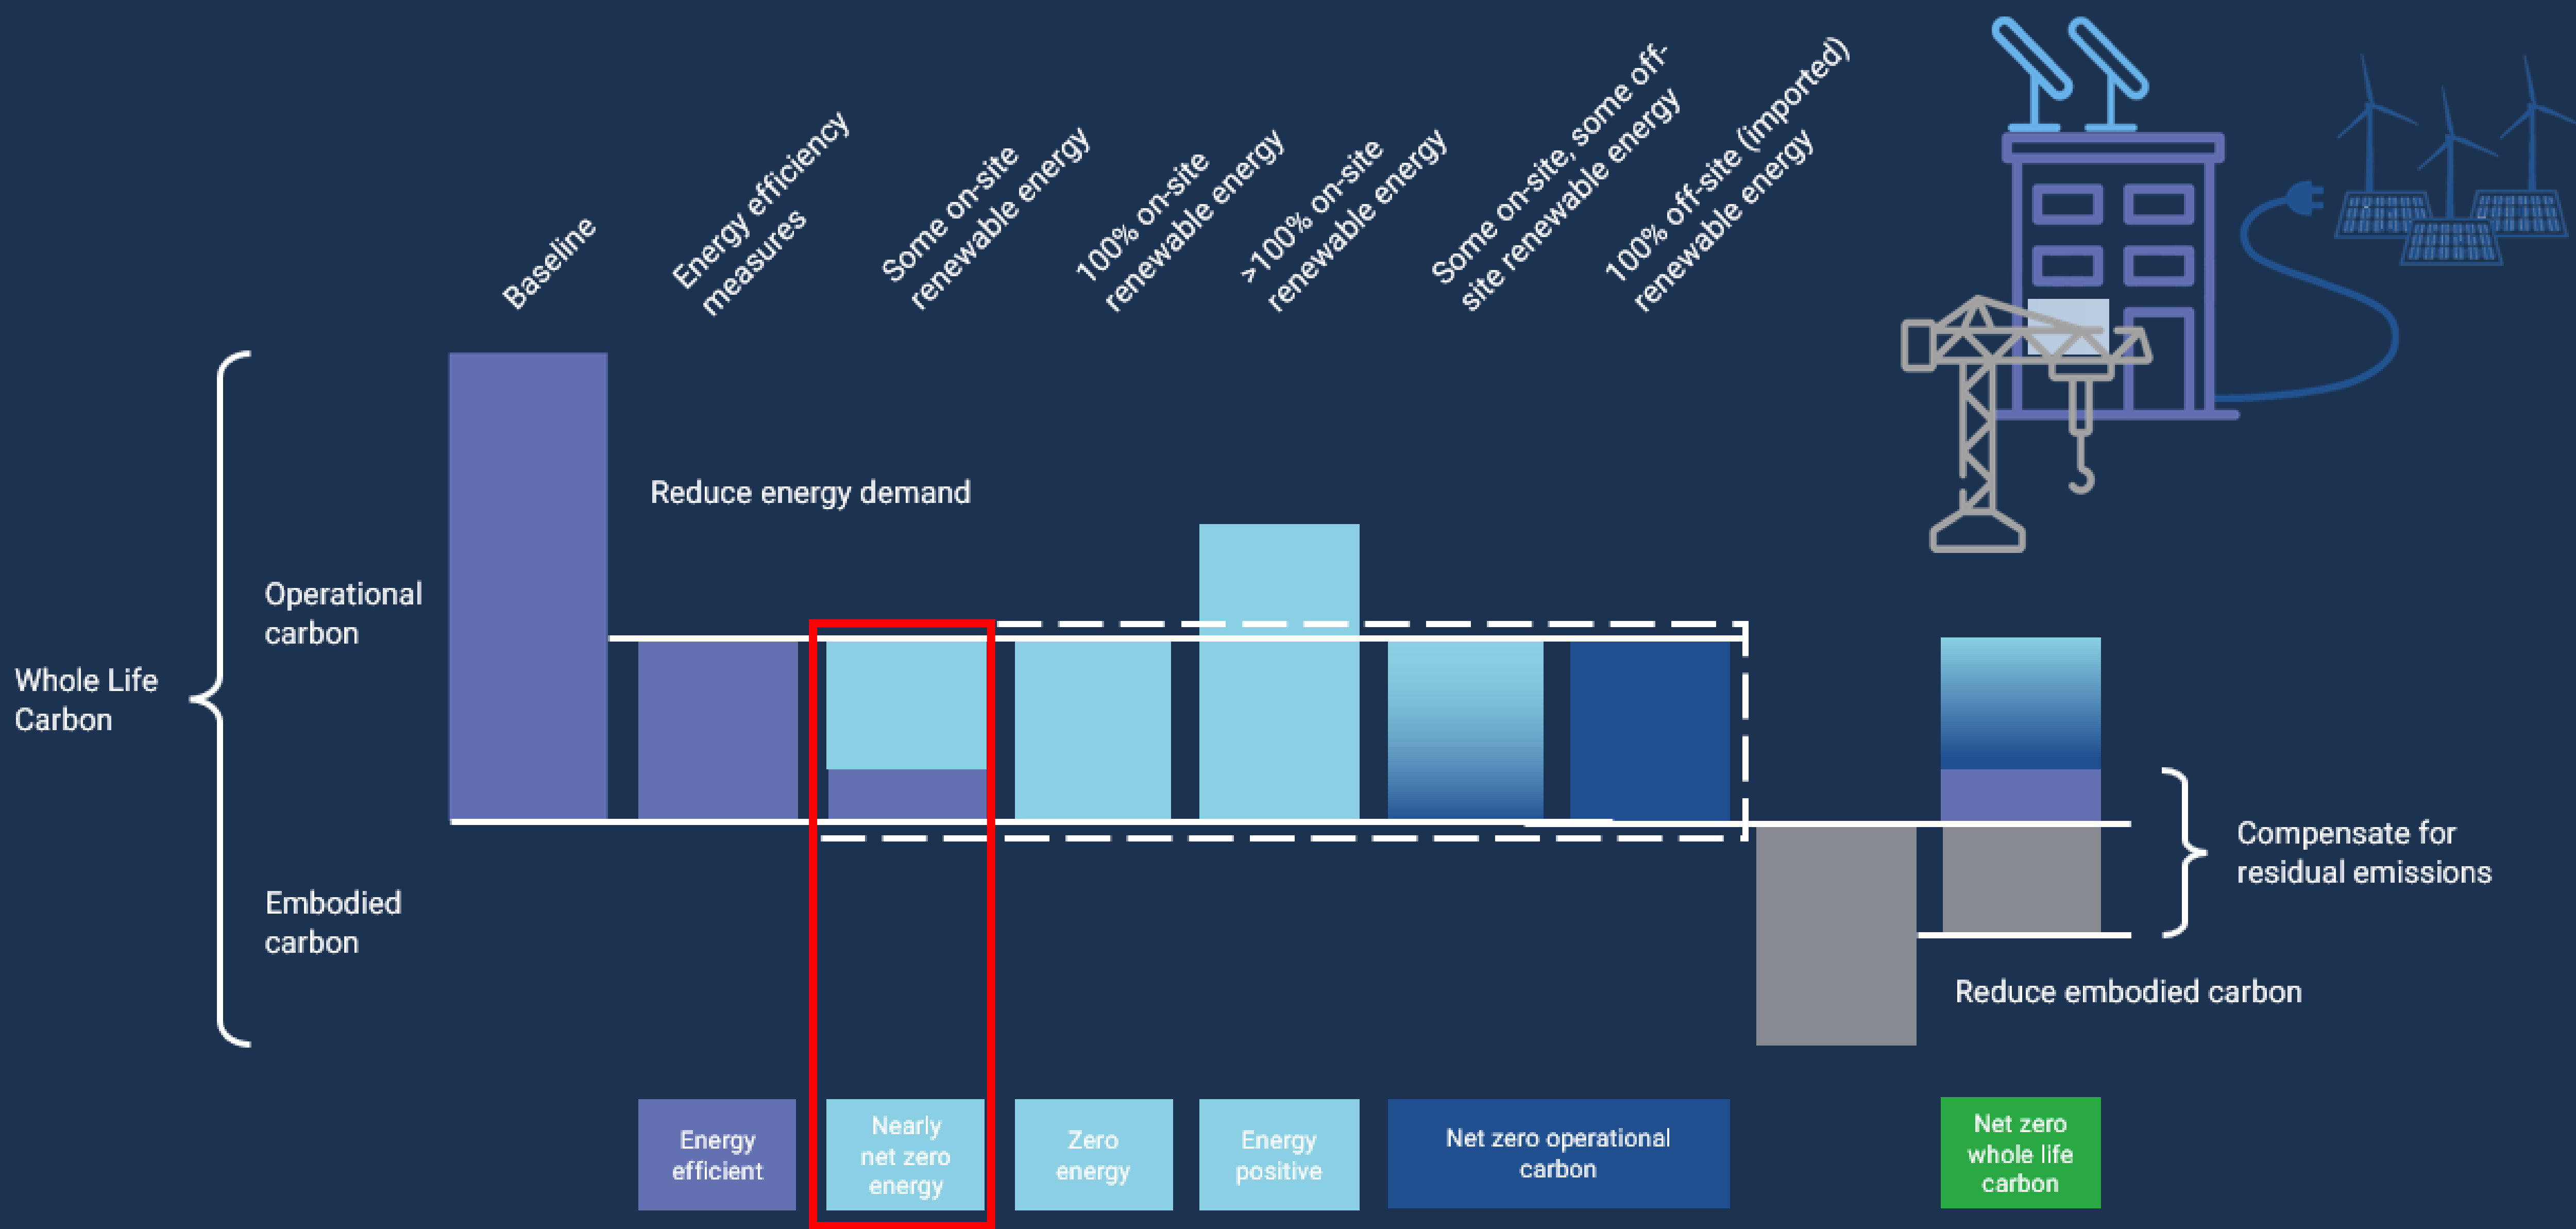 Baseline
Energy efficiency
measures
Some on-site
renewable energy
100% on-site
renewable energy
>100% on-site
renewable energy
Some on-site, some off-
site renewable energy
100% off-site (imported)
renewable energy
Reduce energy demand
Operational
carbon
Whole Life
Carbon
Embodied
carbon
Compensate for
residual emissions
Reduce embodied carbon
Energy
efficient
Nearly
net zero
energy
Zero
energy
Energy
positive
Net zero operational
carbon
Net zero
whole life
carbon